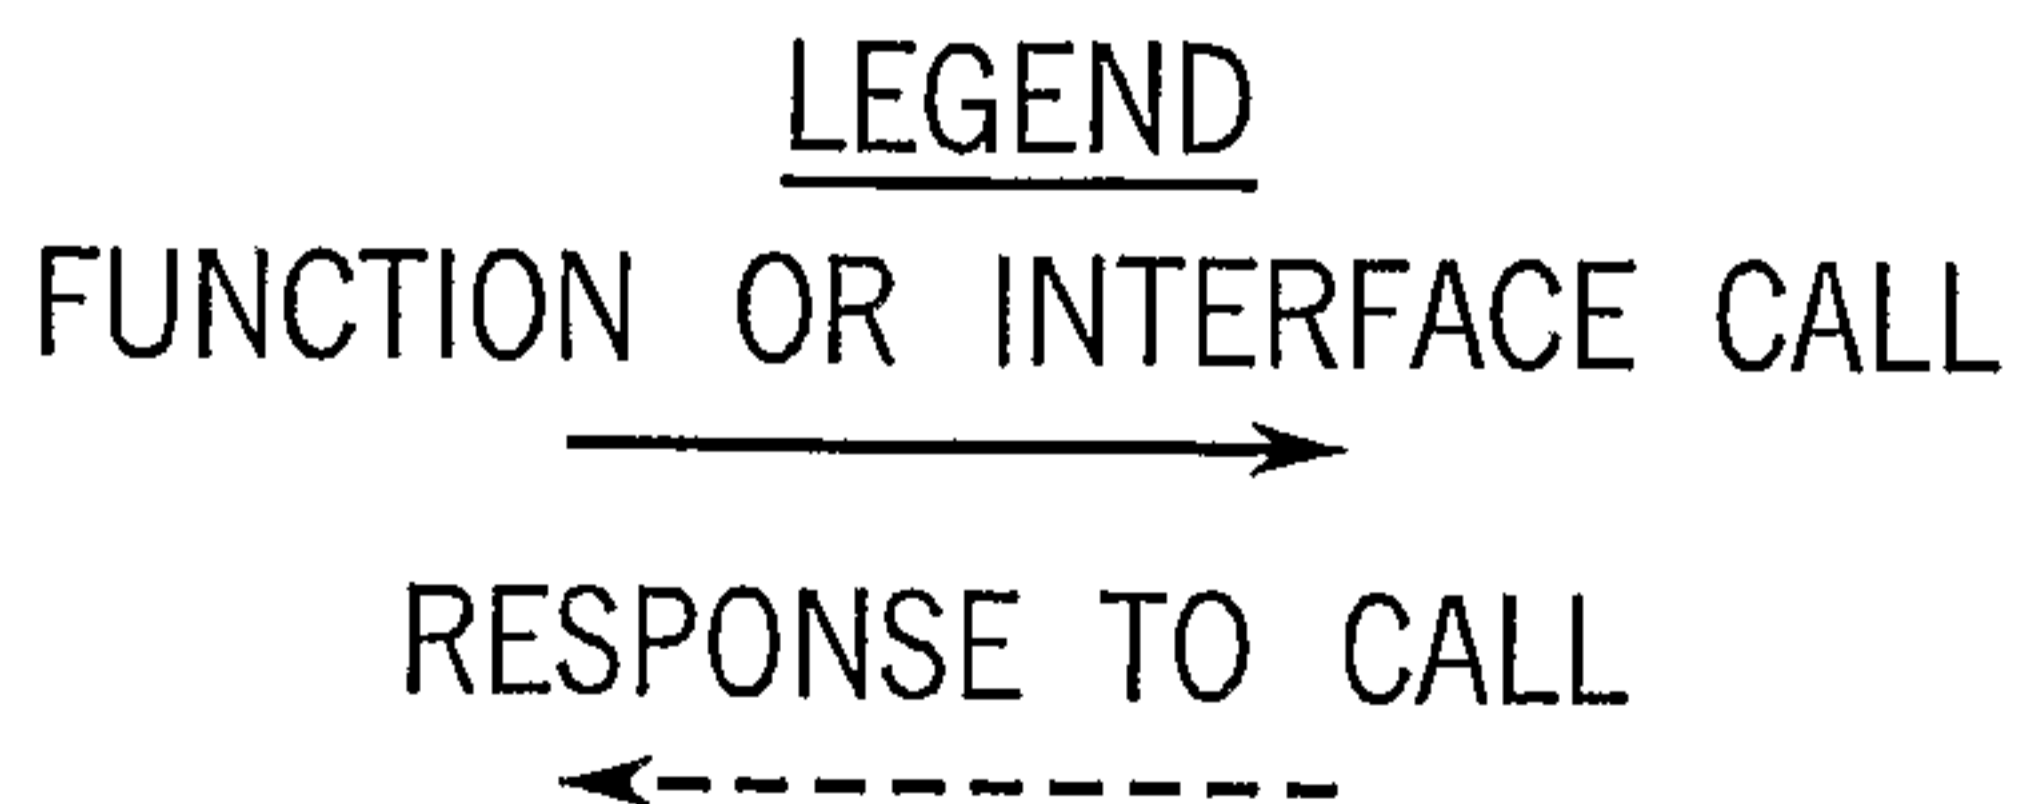 LEGEND
FUNCTION OR INTERFACE CALL
RESPONSE TO CALL